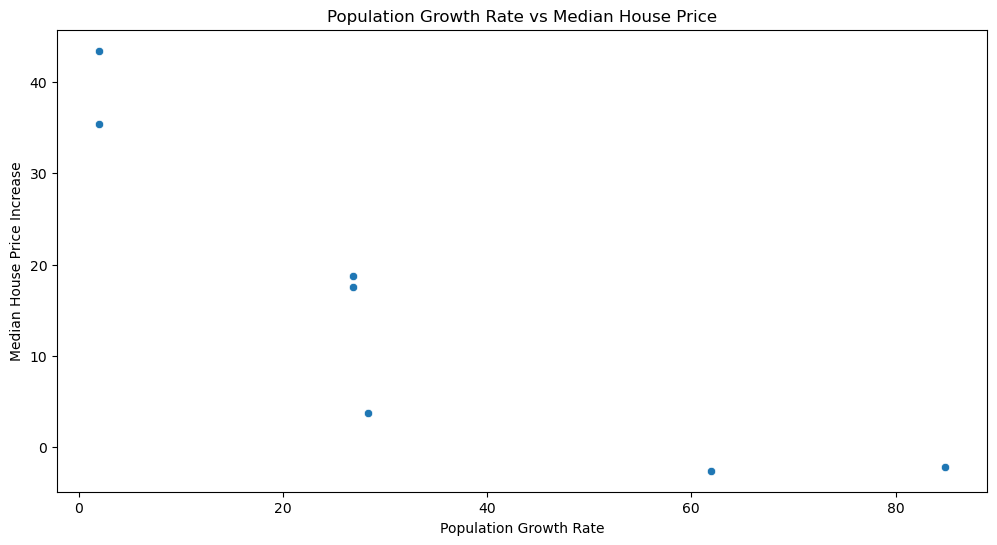 Population Growth Rate vs Median House Price
Median House Price Increase
40
30
20
10
0
0 20 40 60 80
Population Growth Rate